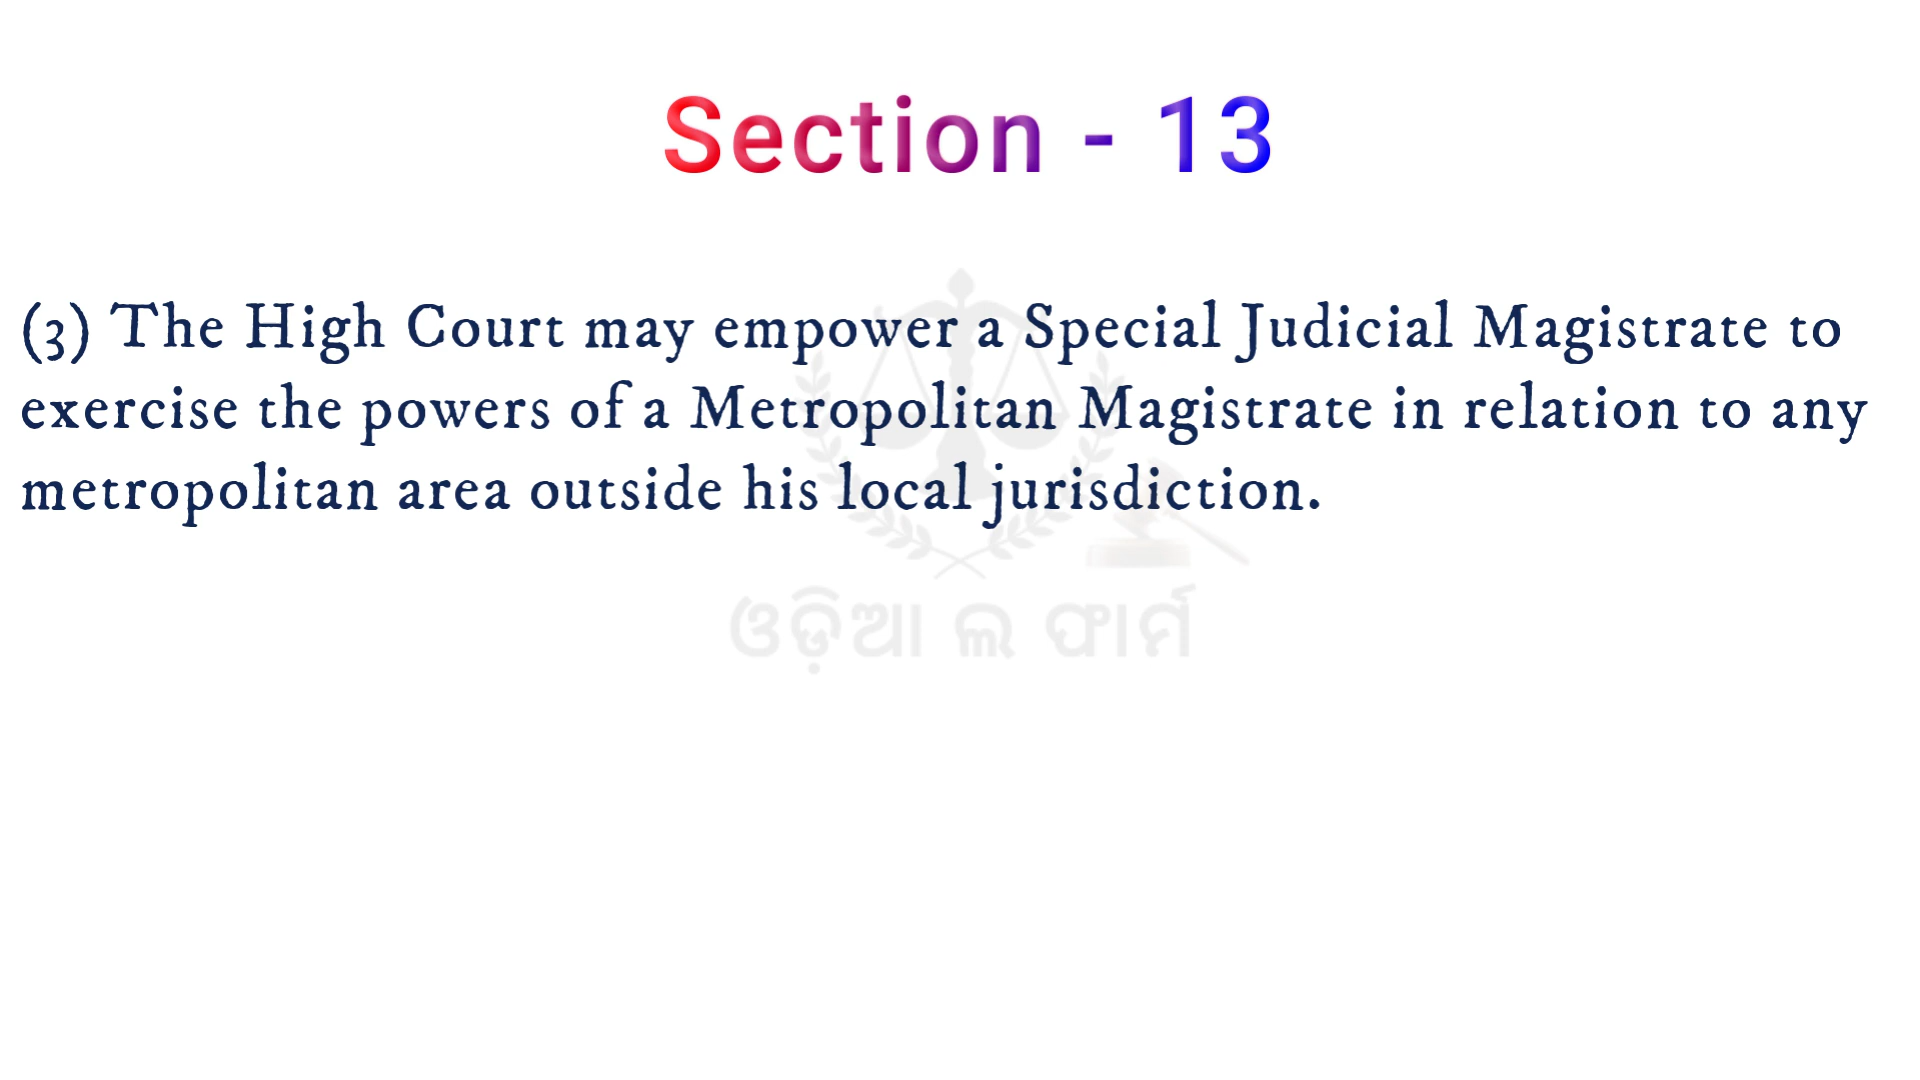 Section - 13
(3) The High Court may empower a Special Judicial Magistrate to
exercise the powers of a Metropolitan Magistrate in relation to any
metropolitan area outside his local jurisdiction.
ଓଡ଼ିଆ ଲ ଫାର୍ମ